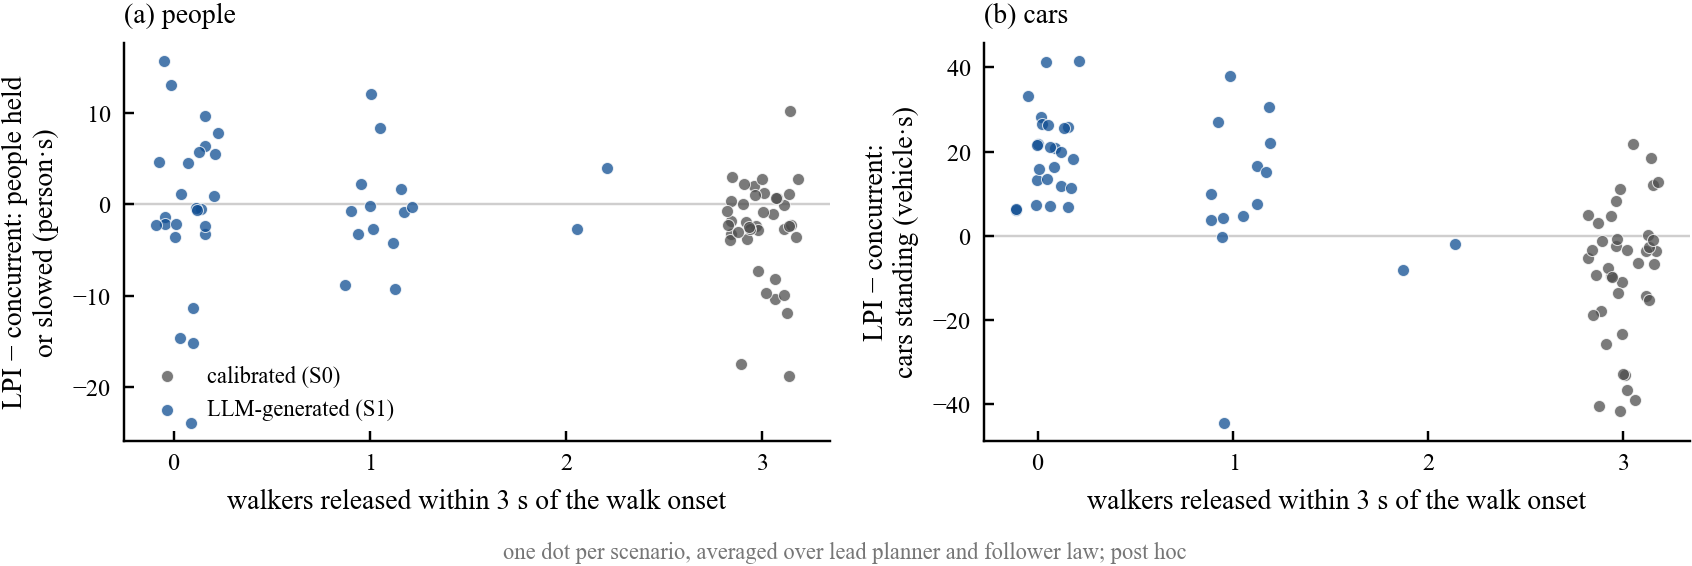 (a) people
LPI – concurrent: people held
or slowed (person·s)
10
0
−10
−20
calibrated (S0)
LLM-generated (S1)
0 1 2 3
walkers released within 3 s of the walk onset
(b) cars
LPI – concurrent:
cars standing (vehicle·s)
40
20
0
−20
−40
0 1 2 3
walkers released within 3 s of the walk onset
one dot per scenario, averaged over lead planner and follower law; post hoc